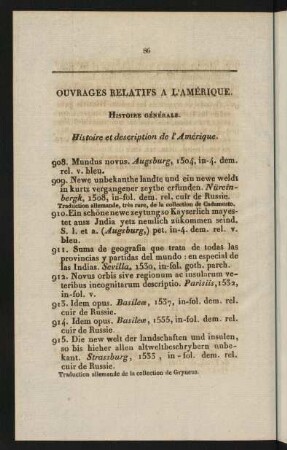 86
OUVRAGES RELATIFS A L'AMÉRIQUE.
HISTOIRE GÉNÉRALE.
Histoire et description de l'Amérique.
908. Mundus novus. Augsburg, 1504, in-4. dem.
rel. v. bleu.
909. Newe unbekanthe landte und ein newe weldt
in kurtz vergangener zeythe erfunden. Nürein-
bergk, 1508, in-fol. dem. rel. cuir de Russie.
Traduction allemande, très rare, de la collection de Cadamosto.
910. Ein schöne newe zeytung so Kayserlich mayes-
tet auss Jndia yetz newlich zükommen send,
S. l. et a. (Augsburg,) pet. in-4. dem. rel. v.
bleu.
911. Suma de geografia que trata de todas las
provincias y partidas del mundo : en especial de
las Indias. Sevilla, 1530, in-fol. goth. parch.
912. Novus orbis sive regionum ac insularum ve-
teribus incognitarum descriptio. Parisiis, 1532,
in-fol. v.
913. Idem opus. Basileæ, 1537, in-fol. dem. rel.
cuir de Russie.
914. Idem opus. Basileæ, 1555, in-fol. dem. rel.
cuir de Russie.
915. Die new welt der landschaften und insulen,
so bis hieher allen altweltbeschrybern unbe-
kant. Strassburg, 1533, in-fol. dem. rel.
cuir de Russie.
Traduction allemande de la collection de Grynæus.